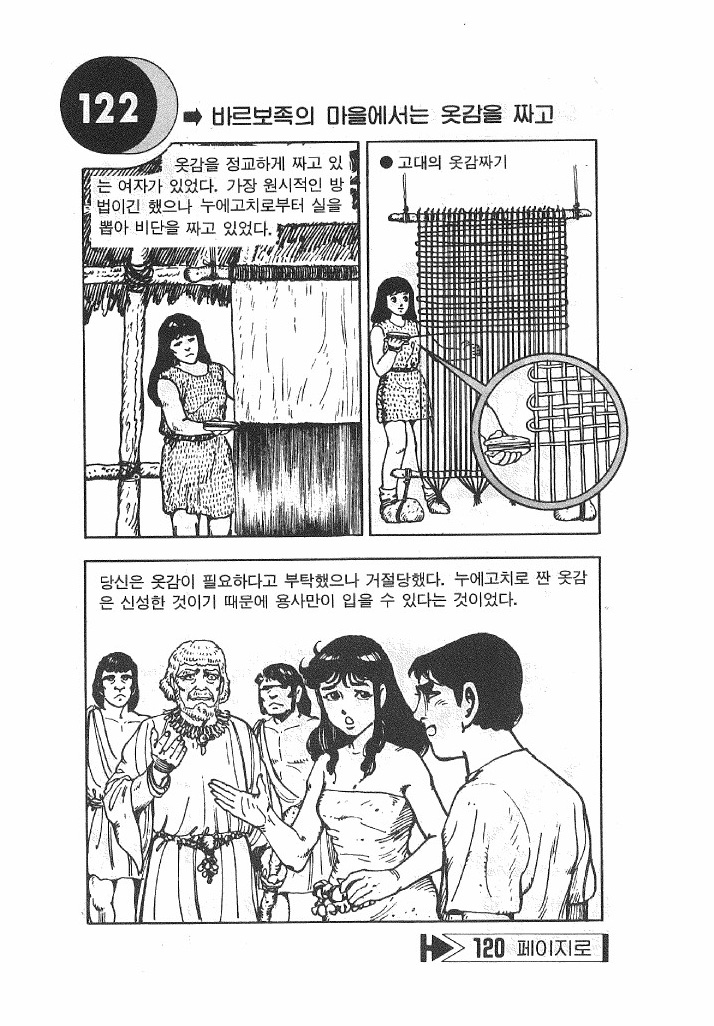 122
➡ 바르보족의 마을에서는 옷감을 짜고
옷감을 정교하게 짜고 있
는 여자가 있었다. 가장 원시적인 방
법이긴 했으나 누에고치로부터 실을
뽑아 비단을 짜고 있었다.
● 고대의 옷감짜기
당신은 옷감이 필요하다고 부탁했으나 거절당했다. 누에고치로 짠 옷감
은 신성한 것이기 때문에 용사만이 입을 수 있다는 것이었다.
120 페이지로